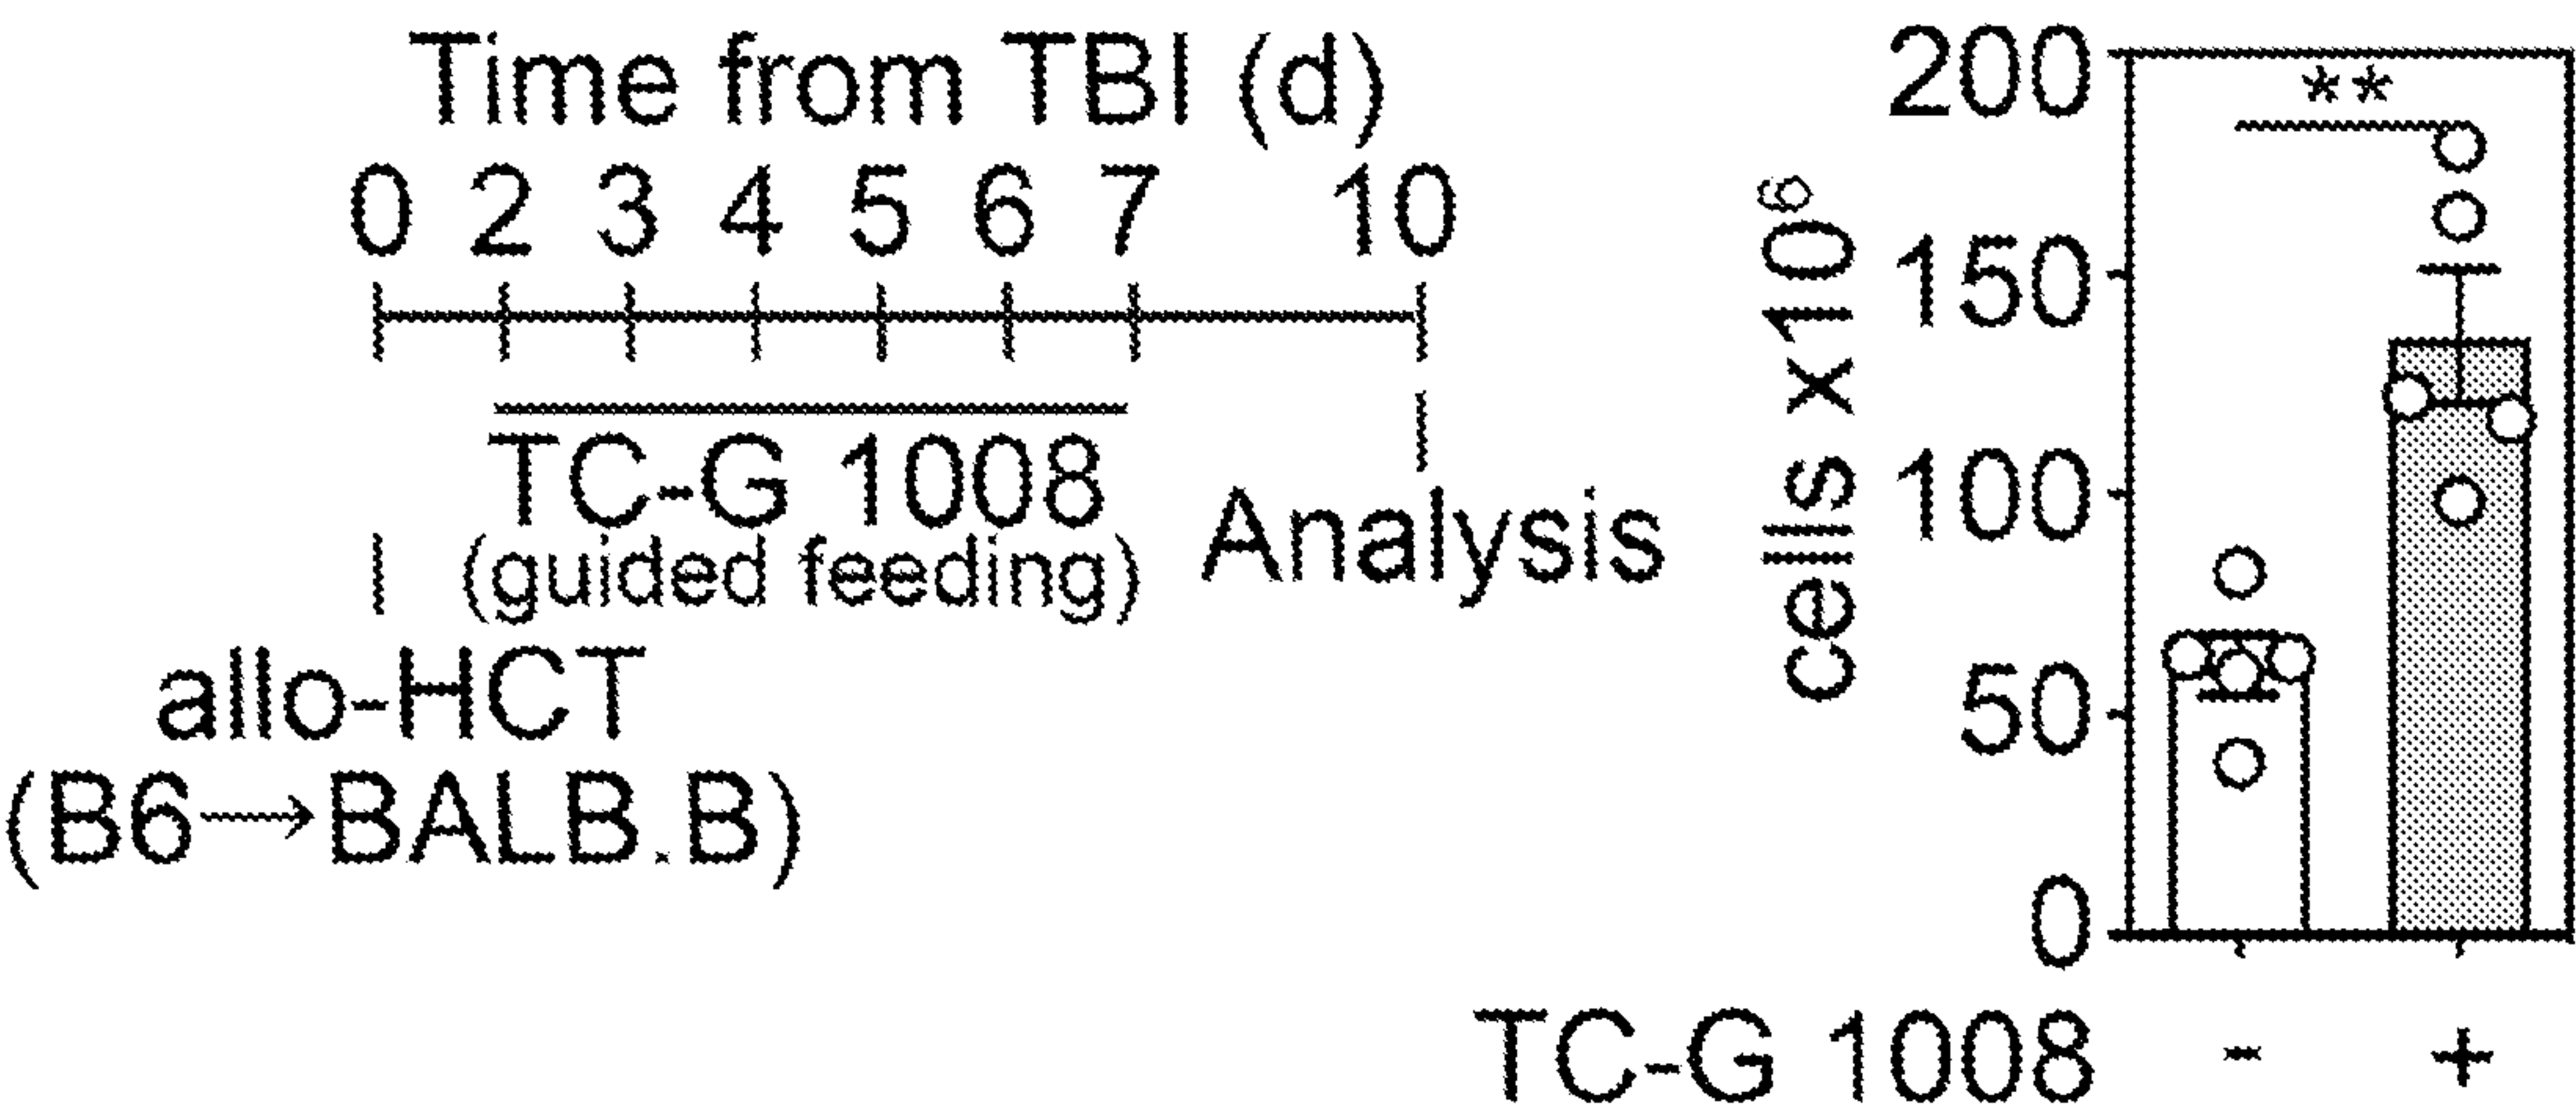 Time from TBI (d)
0 2 3 4 5 6 7 10
TC-G 1008
(guided feeding)
Analysis
allo-HCT
(B6→BALB.B)
cells x10⁶
200
150
100
50
0
**
TC-G 1008 - +